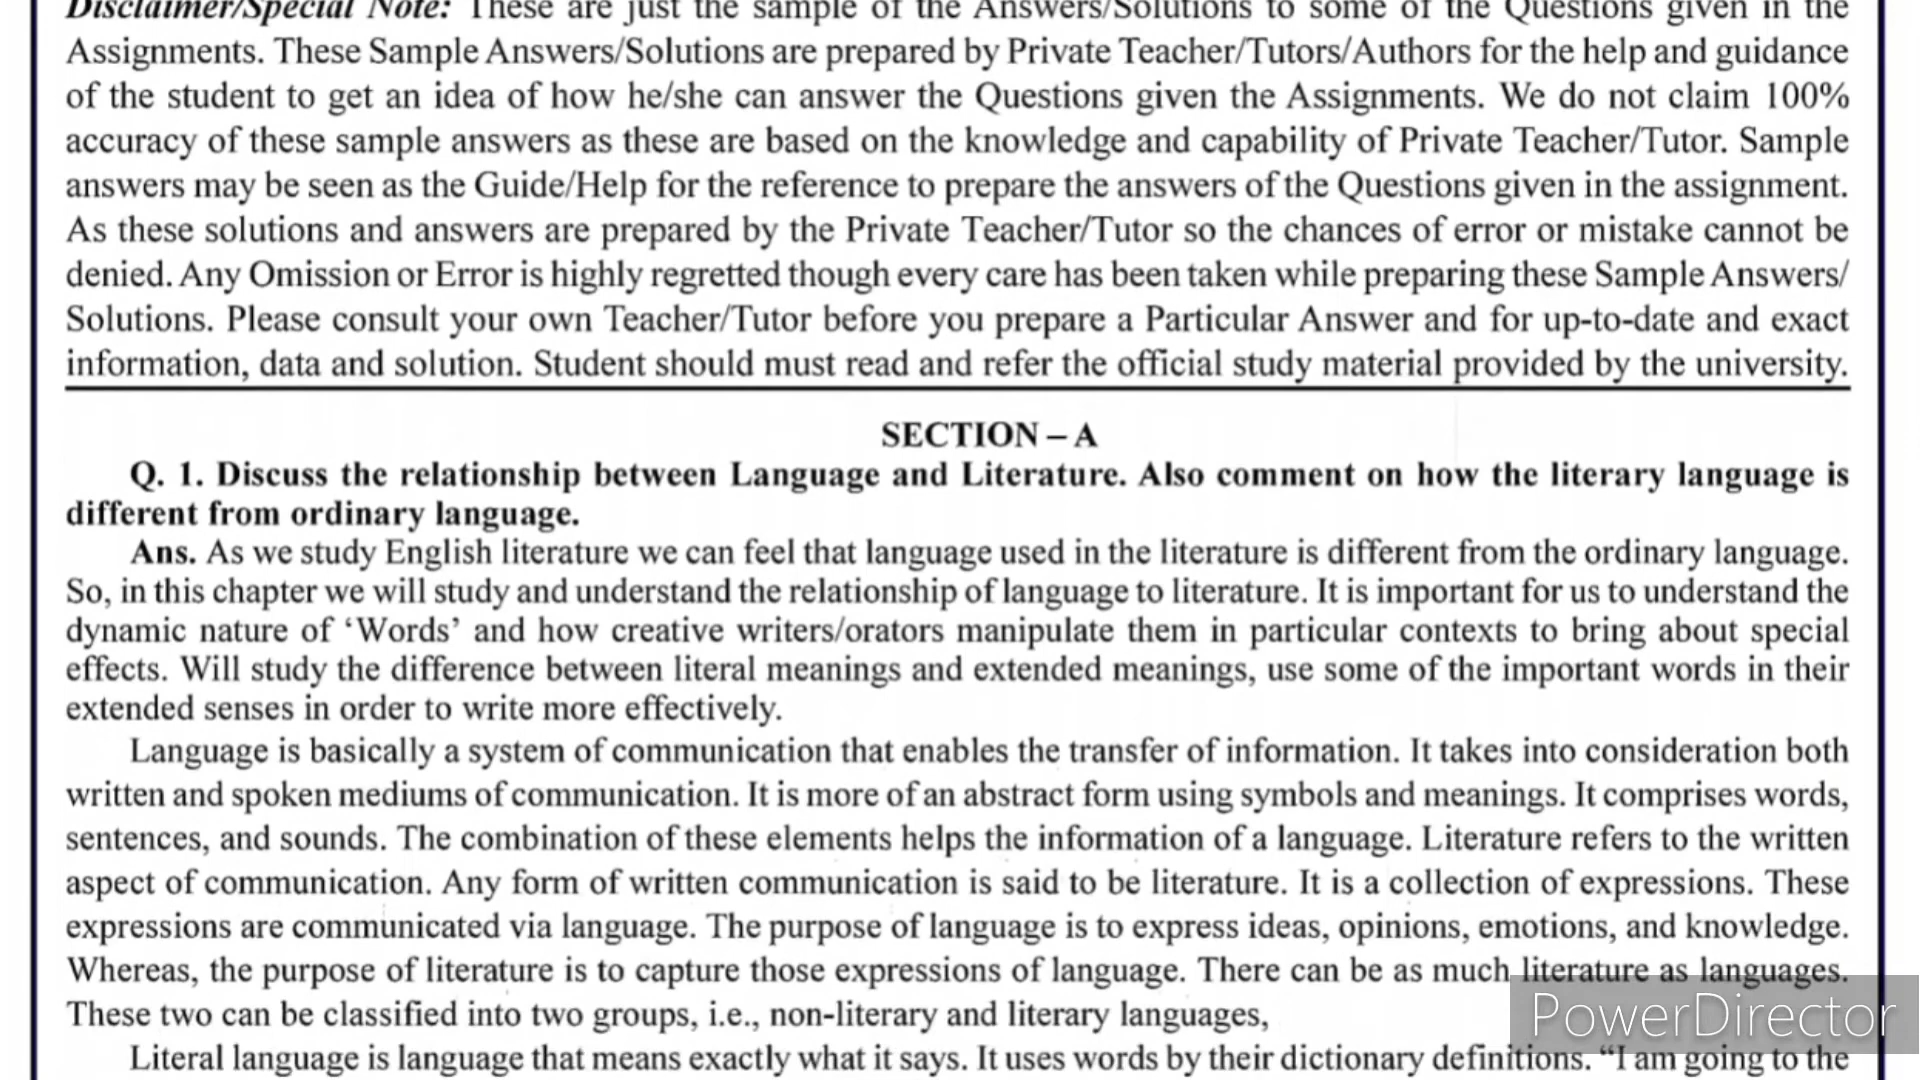 Disclaimer/Special Note: These are just the sample of the Answers/Solutions to some of the Questions given in the
Assignments. These Sample Answers/Solutions are prepared by Private Teacher/Tutors/Authors for the help and guidance
of the student to get an idea of how he/she can answer the Questions given the Assignments. We do not claim 100%
accuracy of these sample answers as these are based on the knowledge and capability of Private Teacher/Tutor. Sample
answers may be seen as the Guide/Help for the reference to prepare the answers of the Questions given in the assignment.
As these solutions and answers are prepared by the Private Teacher/Tutor so the chances of error or mistake cannot be
denied. Any Omission or Error is highly regretted though every care has been taken while preparing these Sample Answers/
Solutions. Please consult your own Teacher/Tutor before you prepare a Particular Answer and for up-to-date and exact
information, data and solution. Student should must read and refer the official study material provided by the university.
SECTION – A
Q. 1. Discuss the relationship between Language and Literature. Also comment on how the literary language is
different from ordinary language.
Ans. As we study English literature we can feel that language used in the literature is different from the ordinary language.
So, in this chapter we will study and understand the relationship of language to literature. It is important for us to understand the
dynamic nature of ‘Words’ and how creative writers/orators manipulate them in particular contexts to bring about special
effects. Will study the difference between literal meanings and extended meanings, use some of the important words in their
extended senses in order to write more effectively.
Language is basically a system of communication that enables the transfer of information. It takes into consideration both
written and spoken mediums of communication. It is more of an abstract form using symbols and meanings. It comprises words,
sentences, and sounds. The combination of these elements helps the information of a language. Literature refers to the written
aspect of communication. Any form of written communication is said to be literature. It is a collection of expressions. These
expressions are communicated via language. The purpose of language is to express ideas, opinions, emotions, and knowledge.
Whereas, the purpose of literature is to capture those expressions of language. There can be as much literature as languages.
These two can be classified into two groups, i.e., non-literary and literary languages,
Literal language is language that means exactly what it says. It uses words by their dictionary definitions. “I am going to the
PowerDirector